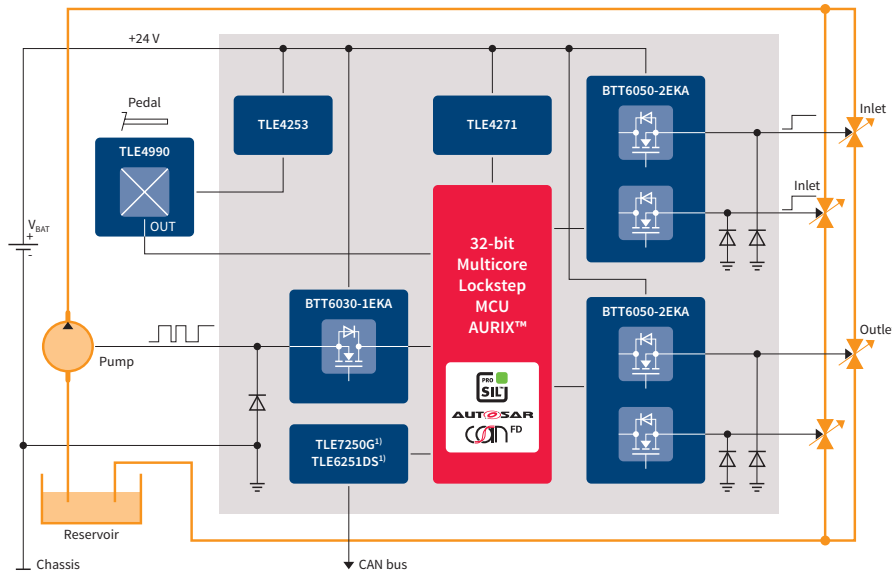 +24 V
BTT6050-2EKA
Pedal
TLE4253
TLE4271
Inlet
TLE4990
Inlet
OUT
VBAT
+
-
32-bit
Multicore
Lockstep
MCU
AURIX™
BTT6030-1EKA
BTT6050-2EKA
Outle
Pump
PRO
SIL™
AUTOSAR
CAN FD
TLE7250G1)
TLE6251DS1)
Reservoir
Chassis
CAN bus